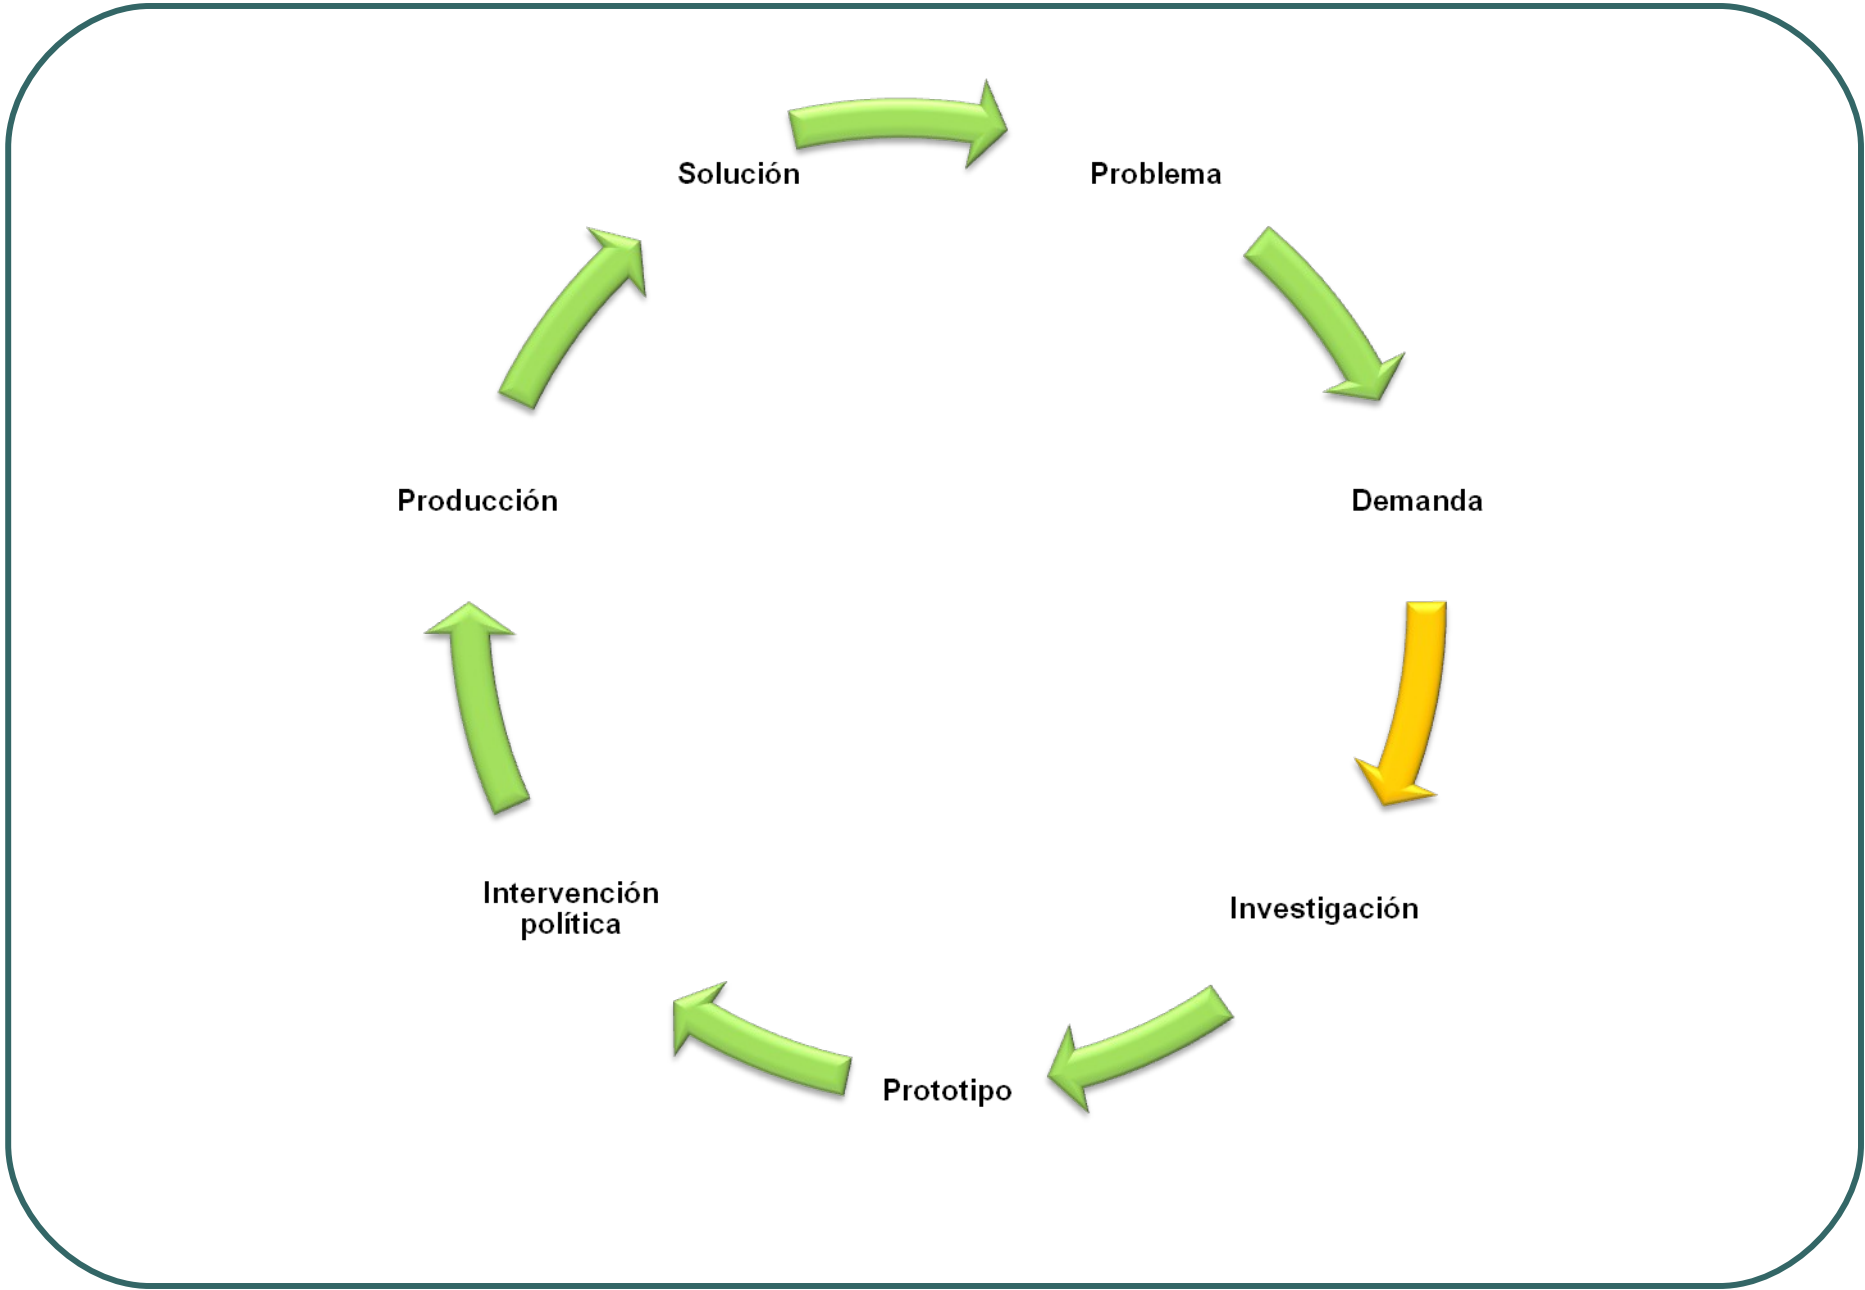 Solución
Problema
Demanda
Investigación
Prototipo
Intervención
política
Producción